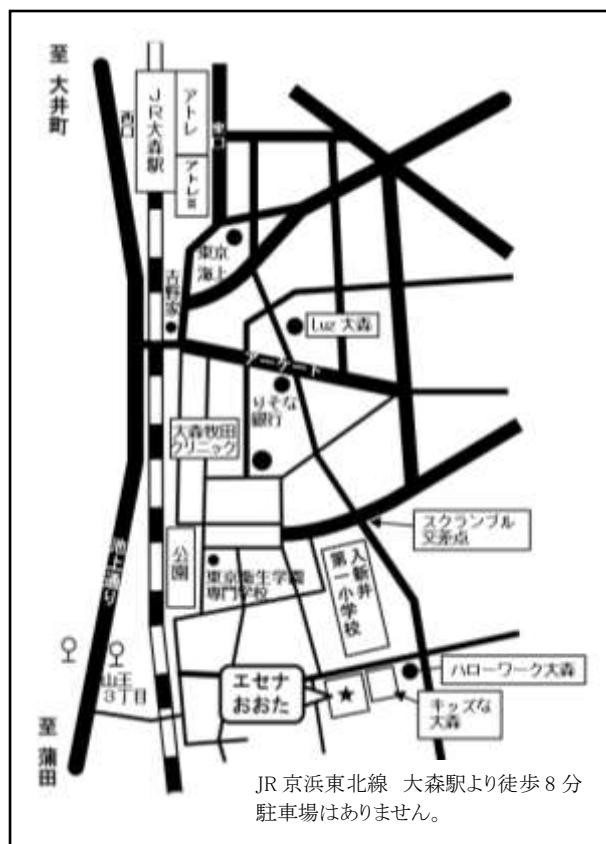 至 大井町
西口
JR大森駅
アトレ
アトレⅡ
東口
東京
海上
吉野家
Luz 大森
アーケード
りそな
銀行
大森牧田
クリニック
スクランブル
交差点
公園
東京衛生学園
専門学校
入新井
第一小学校
池上通り
山王
3丁目
エセナ
おおた
★
ハローワーク大森
キッズな
大森
至 蒲田
JR 京浜東北線　大森駅より徒歩 8 分
駐車場はありません。